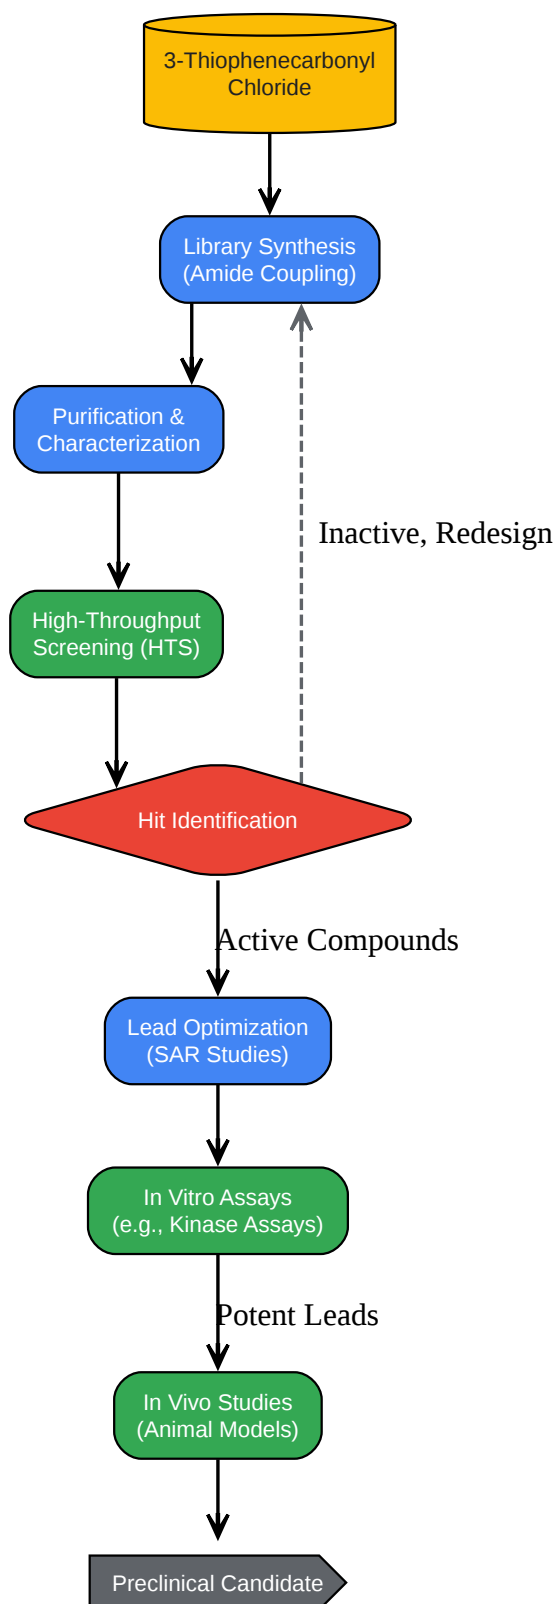 3-Thiophenecarbonyl
Chloride
Library Synthesis
(Amide Coupling)
Purification &
Characterization
Inactive, Redesign
High-Throughput
Screening (HTS)
Hit Identification
Active Compounds
Lead Optimization
(SAR Studies)
In Vitro Assays
(e.g., Kinase Assays)
Potent Leads
In Vivo Studies
(Animal Models)
Preclinical Candidate